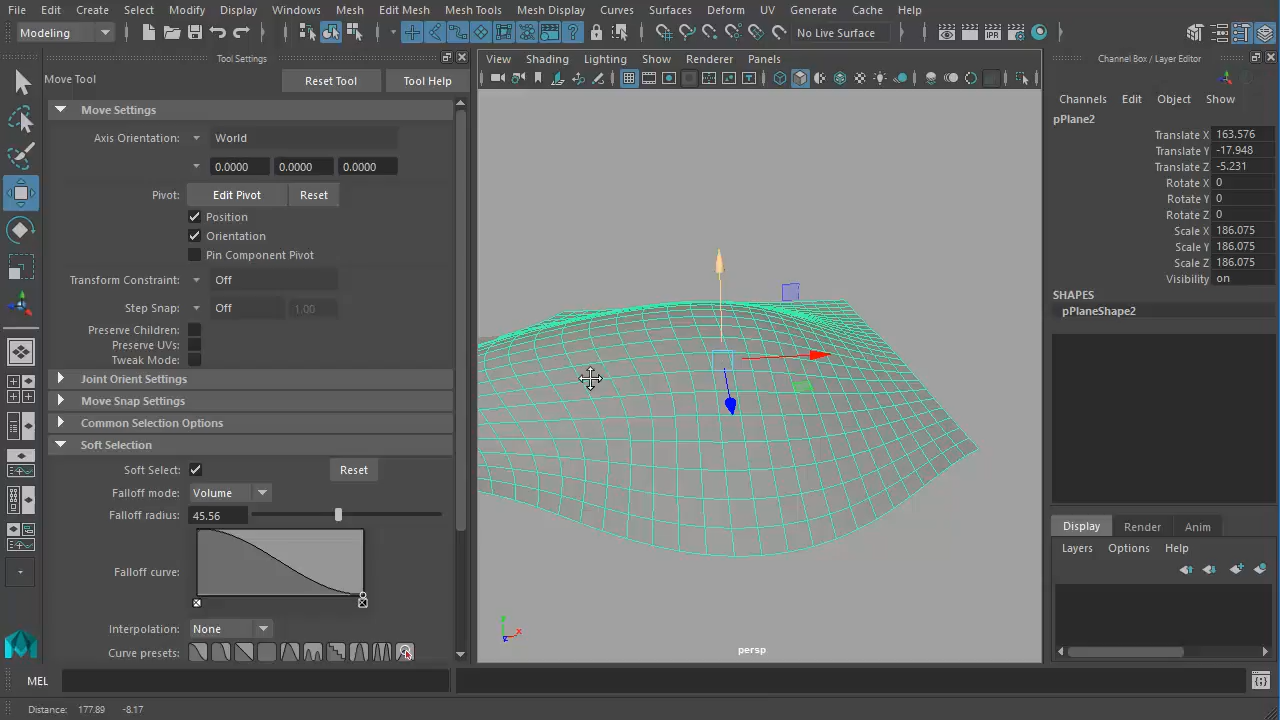 File Edit Create Select Modify Display Windows Mesh Edit Mesh Mesh Tools Mesh Display Curves Surfaces Deform UV Generate Cache Help
Modeling
No Live Surface
Tool Settings
Move Tool
Reset Tool
Tool Help
Move Settings
Axis Orientation: World
0.0000 0.0000 0.0000
Pivot: Edit Pivot Reset
Position
Orientation
Pin Component Pivot
Transform Constraint: Off
Step Snap: Off 1.00
Preserve Children:
Preserve UVs:
Tweak Mode:
Joint Orient Settings
Move Snap Settings
Common Selection Options
Soft Selection
Soft Select: Reset
Falloff mode: Volume
Falloff radius: 45.56
Falloff curve:
Interpolation: None
Curve presets:
View Shading Lighting Show Renderer Panels
IPR
persp
Channel Box / Layer Editor
Channels Edit Object Show
pPlane2
Translate X 163.576
Translate Y -17.948
Translate Z -5.231
Rotate X 0
Rotate Y 0
Rotate Z 0
Scale X 186.075
Scale Y 186.075
Scale Z 186.075
Visibility on
SHAPES
pPlaneShape2
Display Render Anim
Layers Options Help
MEL
Distance: 177.89 -8.17